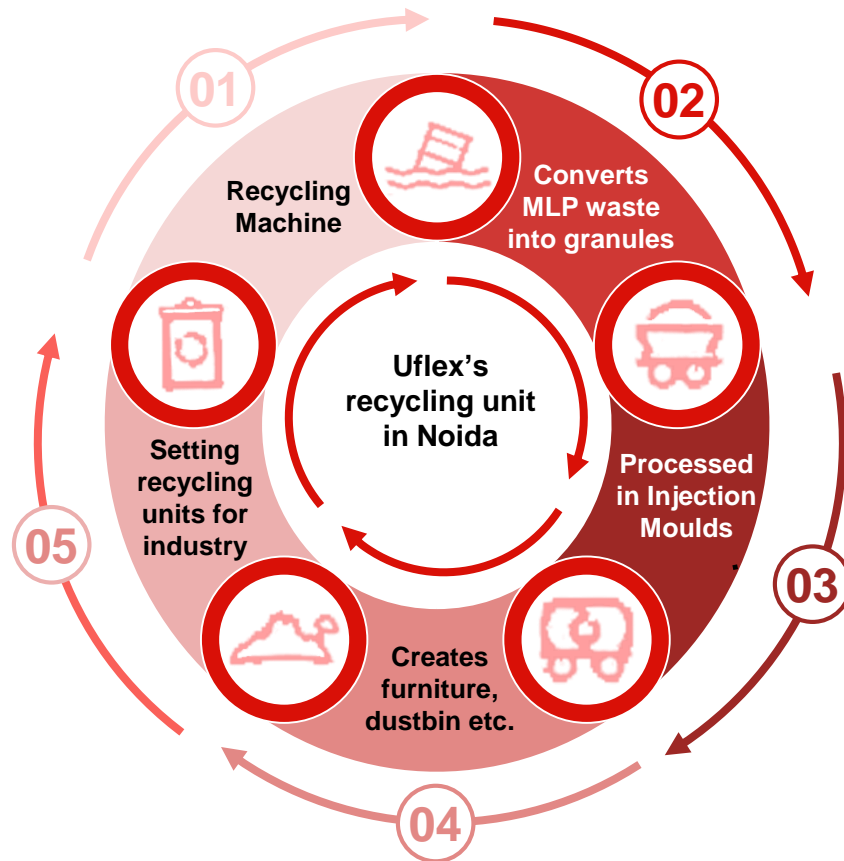 01
Recycling
Machine
02
Converts
MLP waste
into granules
03
Processed
in Injection
Moulds
04
Creates
furniture,
dustbin etc.
05
Setting
recycling
units for
industry
Uflex's
recycling unit
in Noida